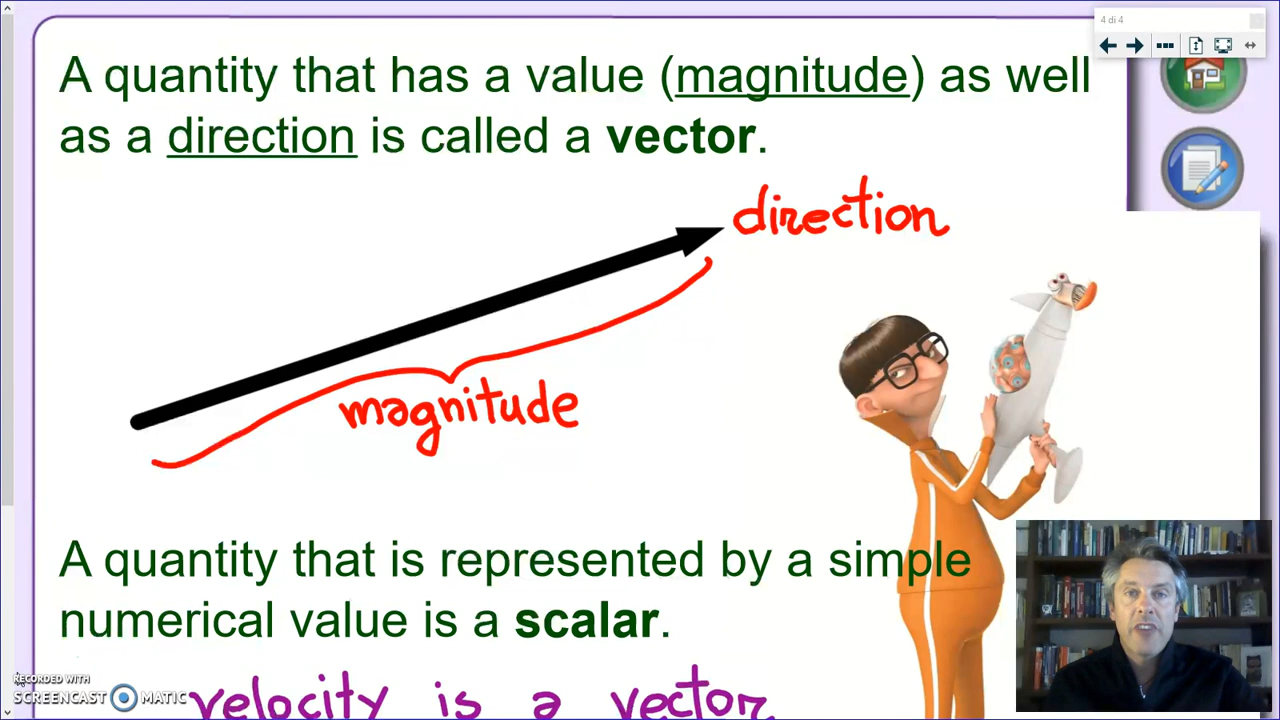 4 di 4
A quantity that has a value (magnitude) as well
as a direction is called a vector.
direction
magnitude
A quantity that is represented by a simple
numerical value is a scalar.
velocity is a vector
RECORDED WITH
SCREENCAST MATIC